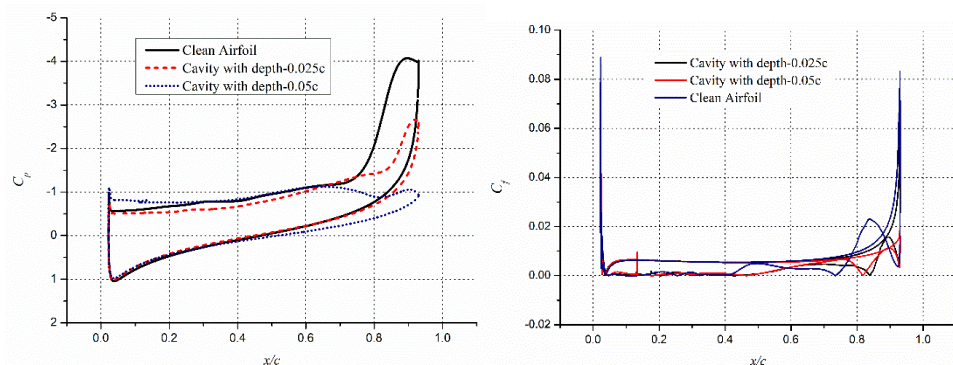 -5
-4
-3
-2
-1
0
1
2
C_p
Clean Airfoil
Cavity with depth-0.025c
Cavity with depth-0.05c
0.0 0.2 0.4 0.6 0.8 1.0
x/c
0.10
0.08
0.06
0.04
0.02
0.00
-0.02
C_f
Cavity with depth-0.025c
Cavity with depth-0.05c
Clean Airfoil
0.0 0.2 0.4 0.6 0.8 1.0
x/c